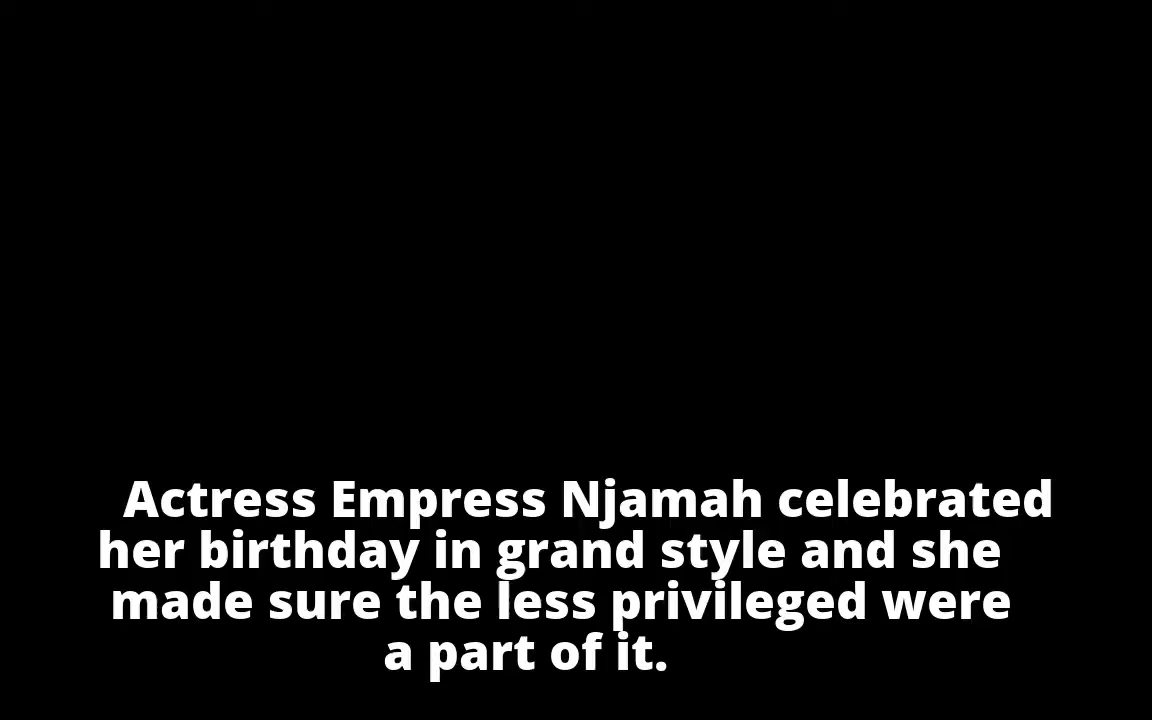 Actress Empress Njamah celebrated
her birthday in grand style and she
made sure the less privileged were
a part of it.